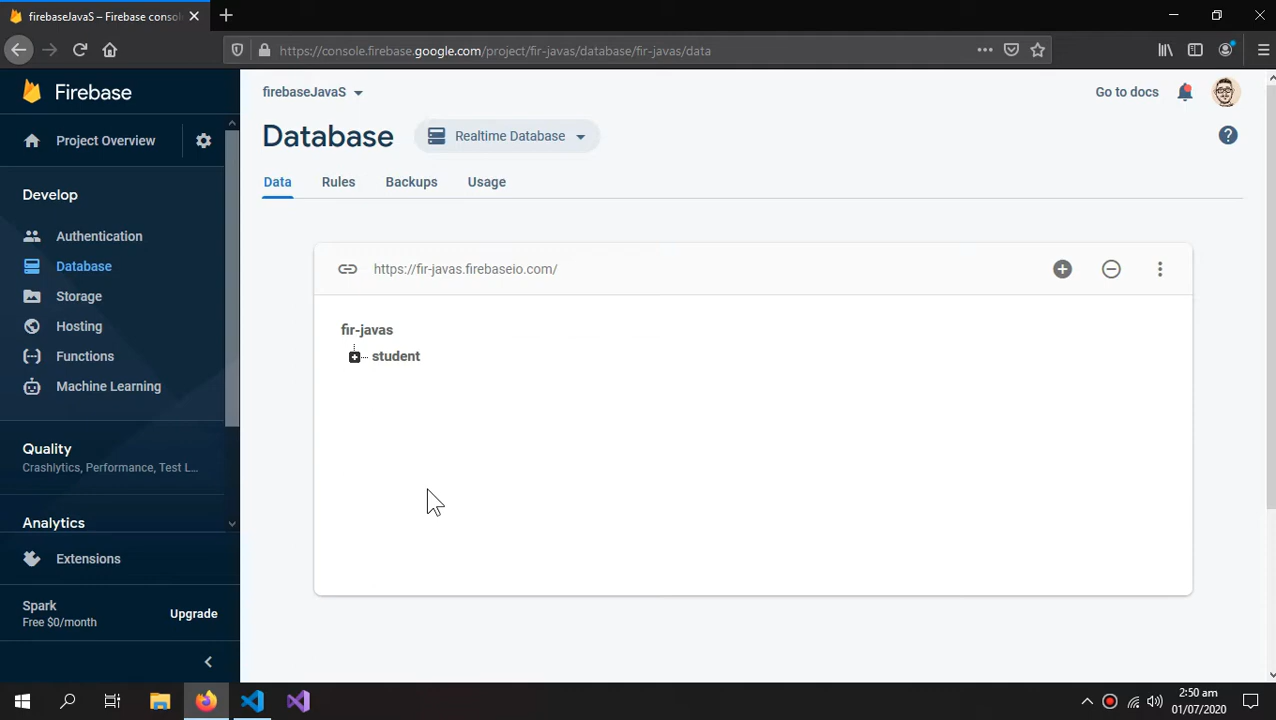 firebaseJavaS – Firebase consol
https://console.firebase.google.com/project/fir-javas/database/fir-javas/data
Firebase
firebaseJavaS
Go to docs
Project Overview
Database
Realtime Database
Data
Rules
Backups
Usage
Develop
Authentication
Database
Storage
Hosting
Functions
Machine Learning
https://fir-javas.firebaseio.com/
fir-javas
student
Quality
Crashlytics, Performance, Test L...
Analytics
Extensions
Spark
Free $0/month
Upgrade
2:50 am
01/07/2020